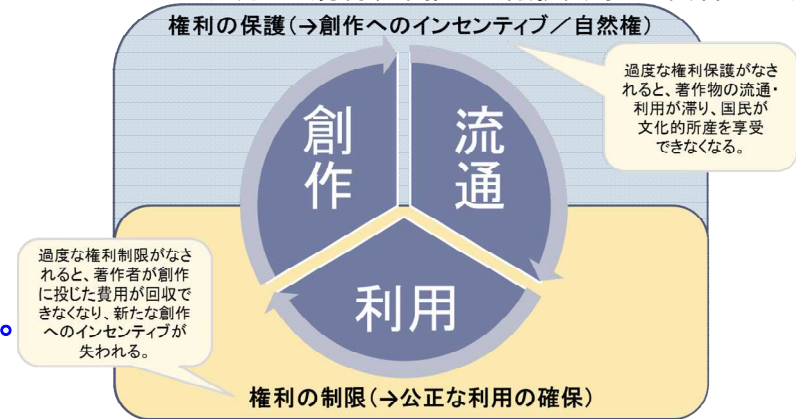 権利の保護(→創作へのインセンティブ／自然権)
過度な権利保護がなさ
れると、著作物の流通・
利用が滞り、国民が
文化的所産を享受
できなくなる。
創
作
流
通
利用
過度な権利制限がなさ
れると、著作者が創作
に投じた費用が回収で
きなくなり、新たな創作
へのインセンティブが
失われる。
。
権利の制限(→公正な利用の確保)